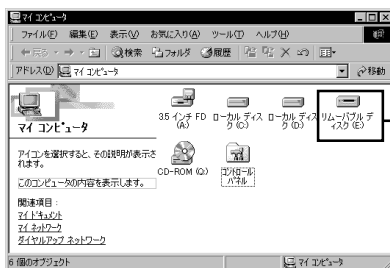 マイ コンピュータ
ファイル(F) 編集(E) 表示(V) お気に入り(A) ツール(T) ヘルプ(H)
戻る 検索 フォルダ 履歴
アドレス(D) マイ コンピュータ 移動
マイ コンピュータ
アイコンを選択すると、その説明が表示さ
れます。
このコンピュータの内容を表示します。
関連項目:
マイ ドキュメント
マイ ネットワーク
ダイヤルアップ ネットワーク
3.5 インチ FD
(A:)
ローカル ディス
ク (C:)
ローカル ディス
ク (D:)
リムーバブル デ
ィスク (E:)
CD-ROM (Q:)
コントロール
パネル
6 個のオブジェクト
マイ コンピュータ